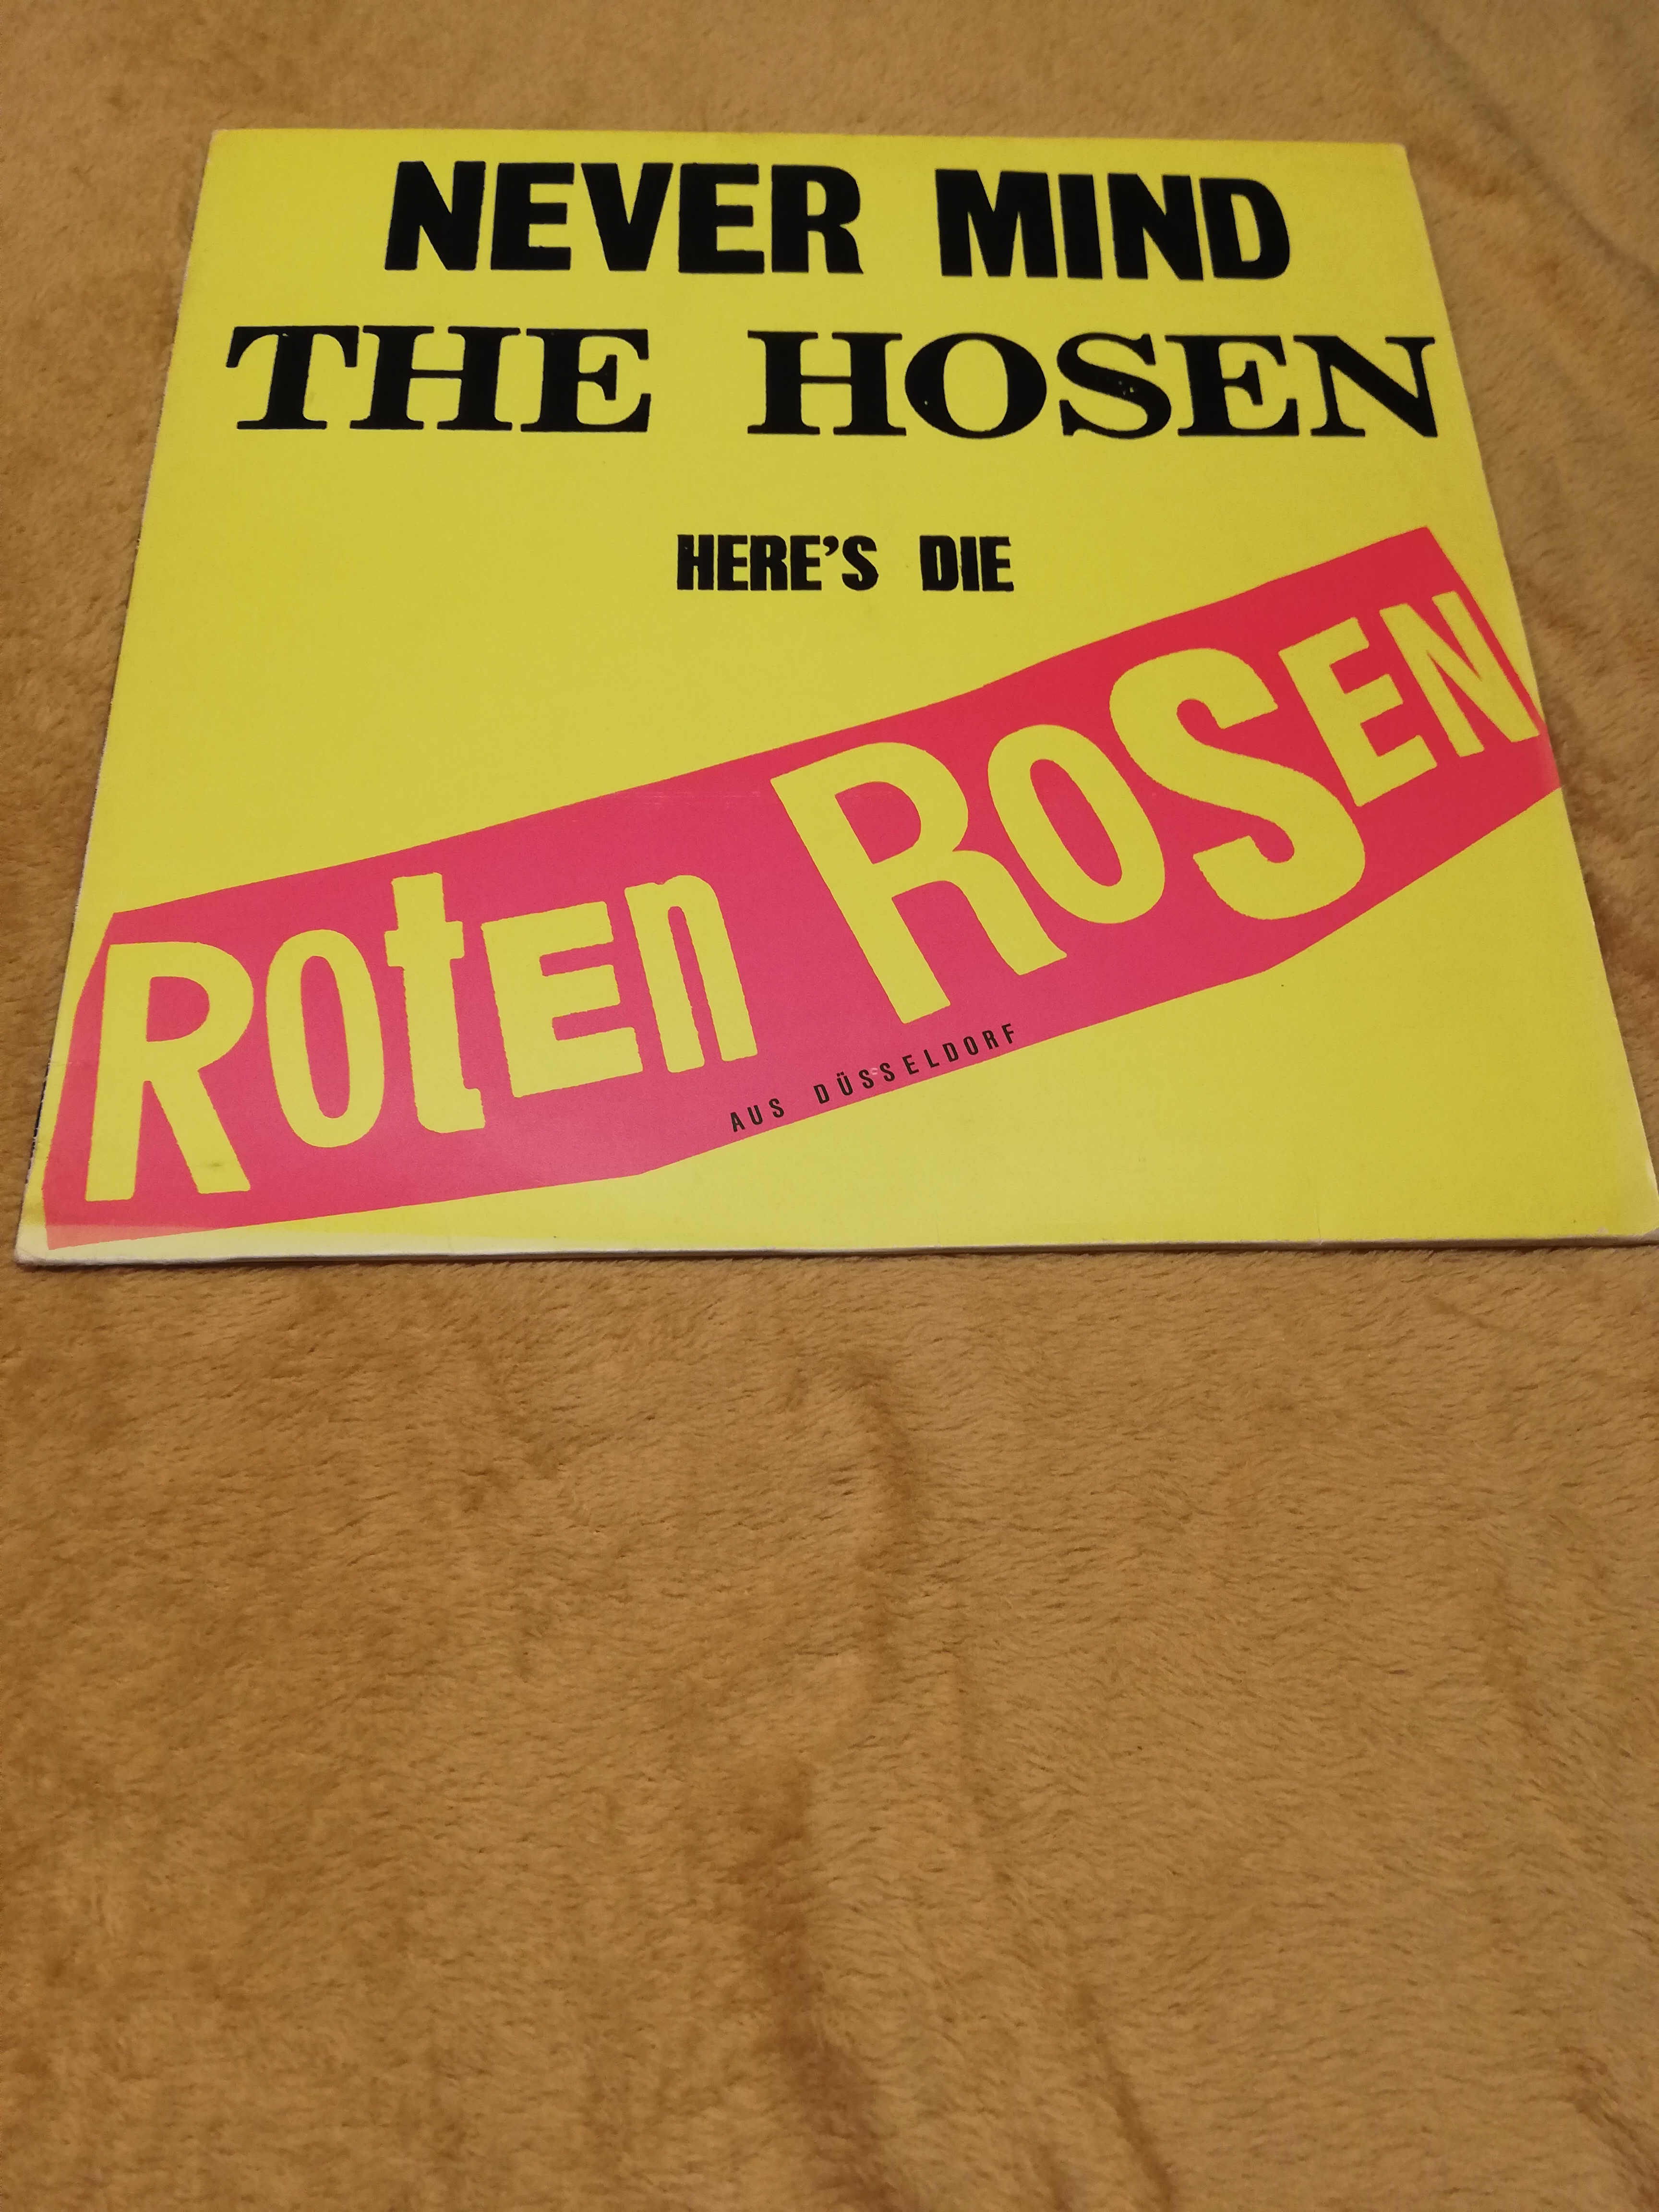 NEVER MIND
THE HOSEN
HERE'S DIE
ROtEn ROSEN
AUS DÜSSELDORF